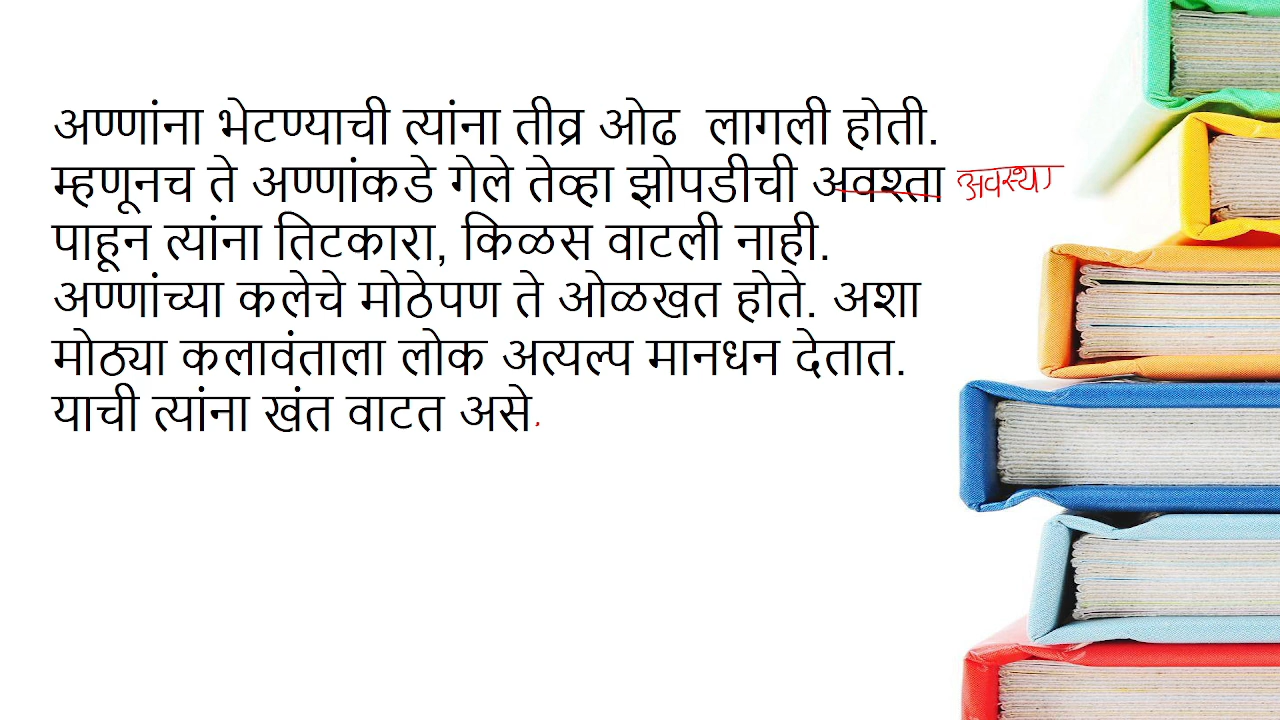 अण्णांना भेटण्याची त्यांना तीव्र ओढ लागली होती.
म्हणूनच ते अण्णांकडे गेले तेव्हा झोपडीची अवश्ता अवस्था
पाहून त्यांना तिटकारा, किळस वाटली नाही.
अण्णांच्या कलेचे मोठेपण ते ओळखत होते. अशा
मोठ्या कलावंताला लोक अत्यल्प मानधन देतात.
याची त्यांना खंत वाटत असे.